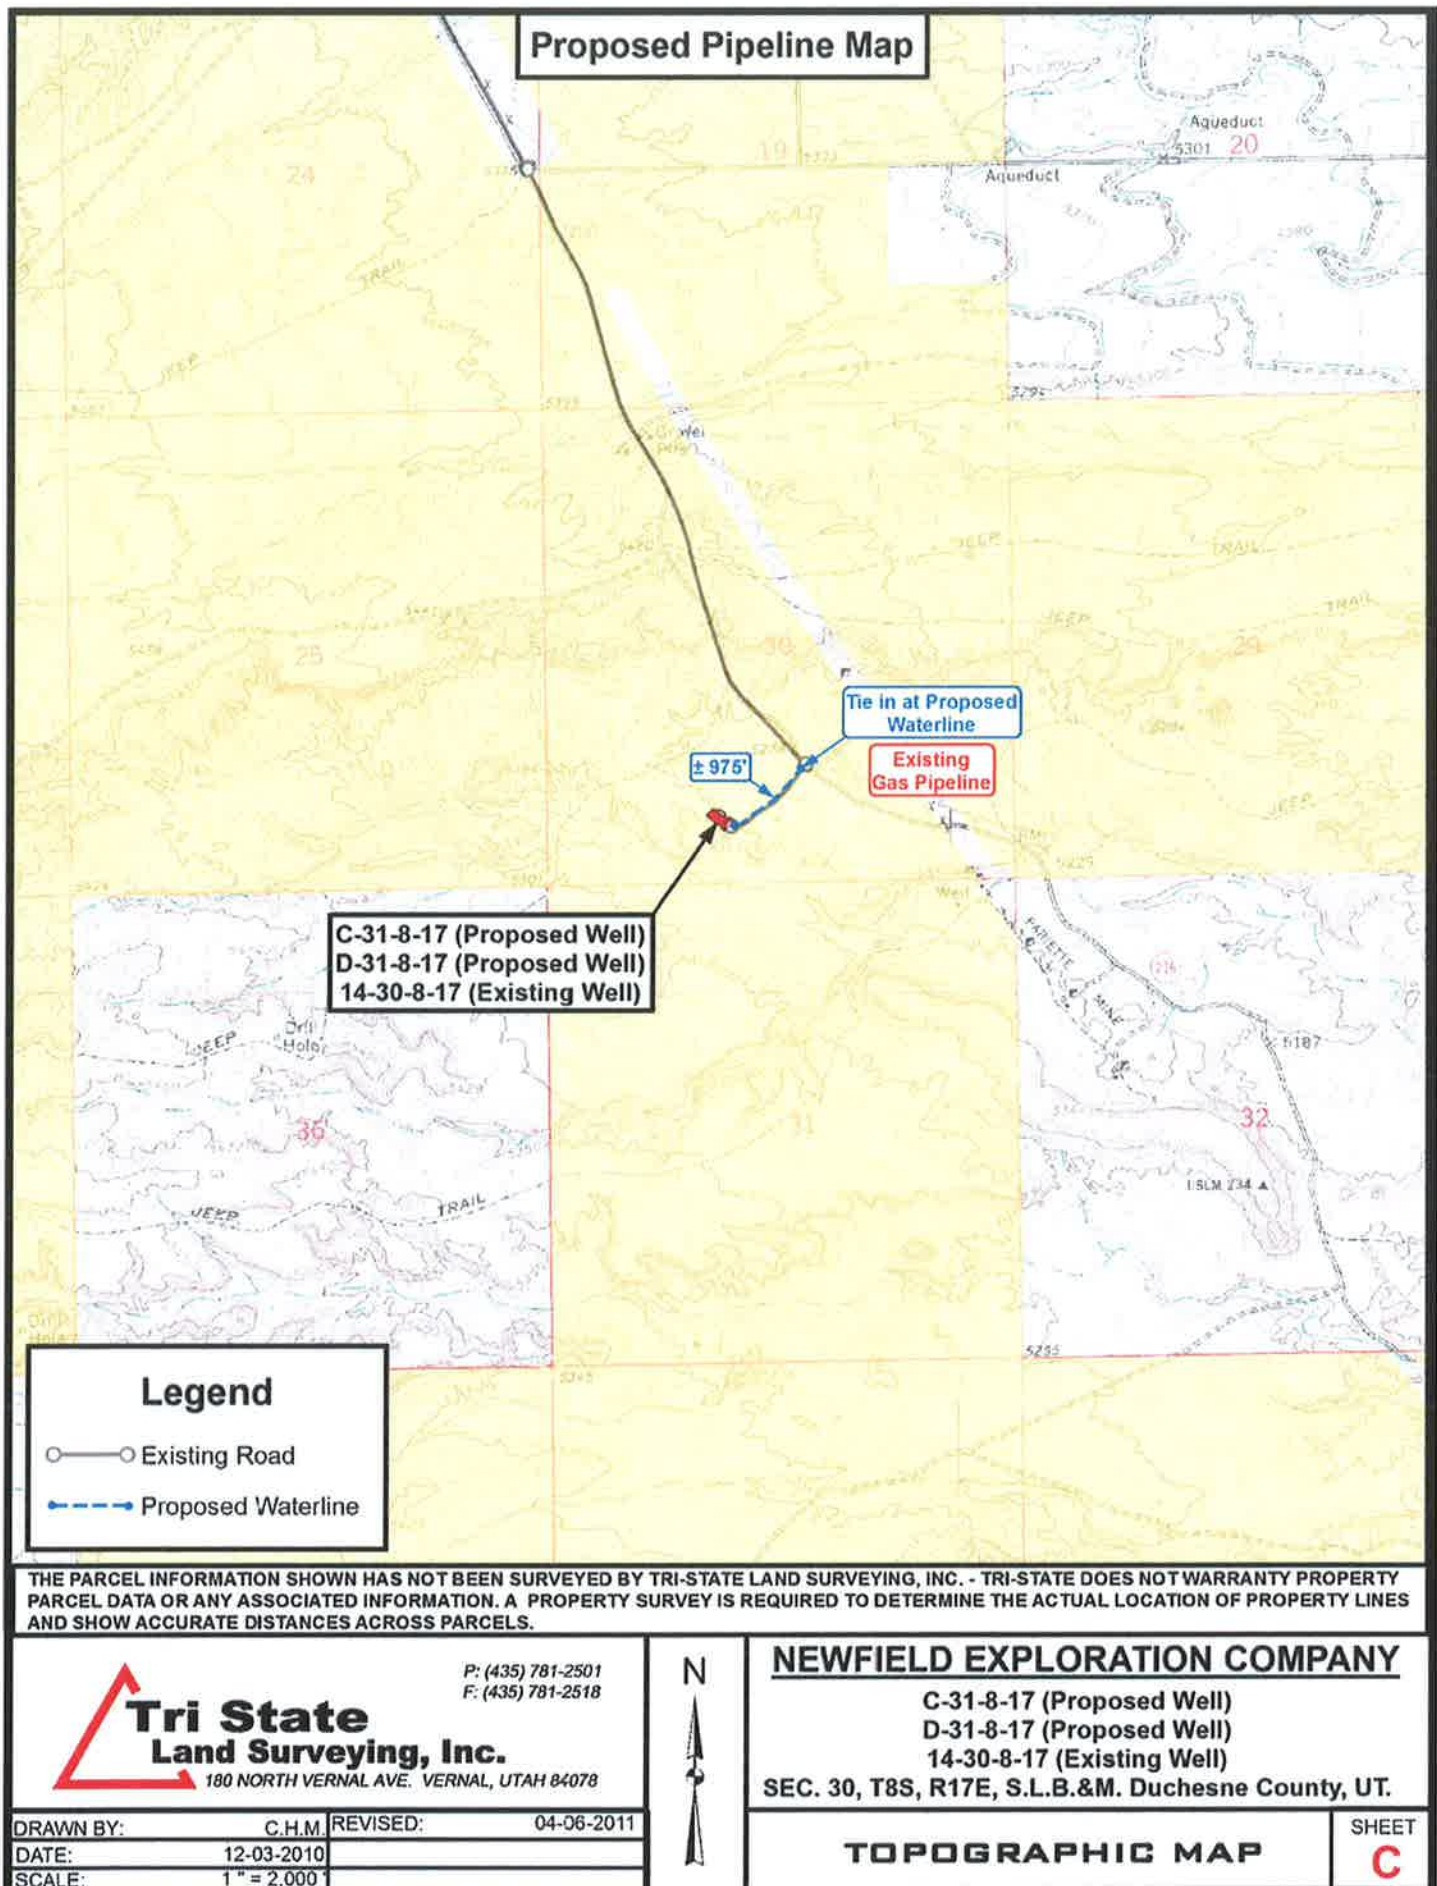 Proposed Pipeline Map
Aqueduct
5301 20
Aqueduct
24
19
TRAIL
JEEP
5295
JEEP
TRAIL
TRAIL
JEEP
25
30
29
Tie in at Proposed
Waterline
± 975'
Existing
Gas Pipeline
JEEP
5225
Well
C-31-8-17 (Proposed Well)
D-31-8-17 (Proposed Well)
14-30-8-17 (Existing Well)
PARIETTE MINE
Drill
Hole
JEEP
5187
36
31
32
JEEP
TRAIL
Legend
Existing Road
Proposed Waterline
THE PARCEL INFORMATION SHOWN HAS NOT BEEN SURVEYED BY TRI-STATE LAND SURVEYING, INC. - TRI-STATE DOES NOT WARRANTY PROPERTY
PARCEL DATA OR ANY ASSOCIATED INFORMATION. A PROPERTY SURVEY IS REQUIRED TO DETERMINE THE ACTUAL LOCATION OF PROPERTY LINES
AND SHOW ACCURATE DISTANCES ACROSS PARCELS.
P: (435) 781-2501
F: (435) 781-2518
Tri State
Land Surveying, Inc.
180 NORTH VERNAL AVE. VERNAL, UTAH 84078
N
NEWFIELD EXPLORATION COMPANY
C-31-8-17 (Proposed Well)
D-31-8-17 (Proposed Well)
14-30-8-17 (Existing Well)
SEC. 30, T8S, R17E, S.L.B.&M. Duchesne County, UT.
DRAWN BY: C.H.M.
REVISED: 04-06-2011
DATE: 12-03-2010
SCALE: 1 " = 2,000 '
TOPOGRAPHIC MAP
SHEET
C